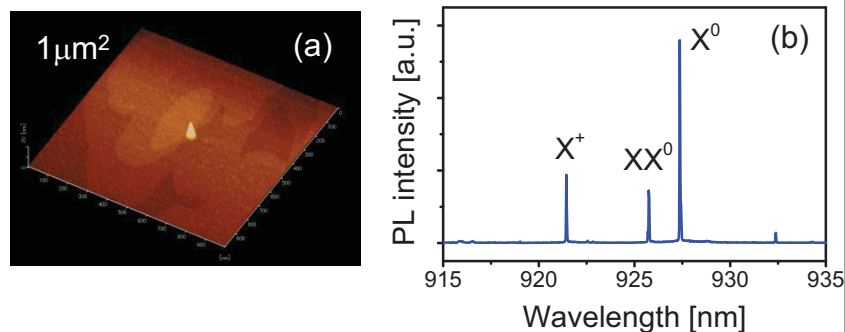 1μm²
(a)
(b)
X⁰
X⁺
XX⁰
PL intensity [a.u.]
915 920 925 930 935
Wavelength [nm]